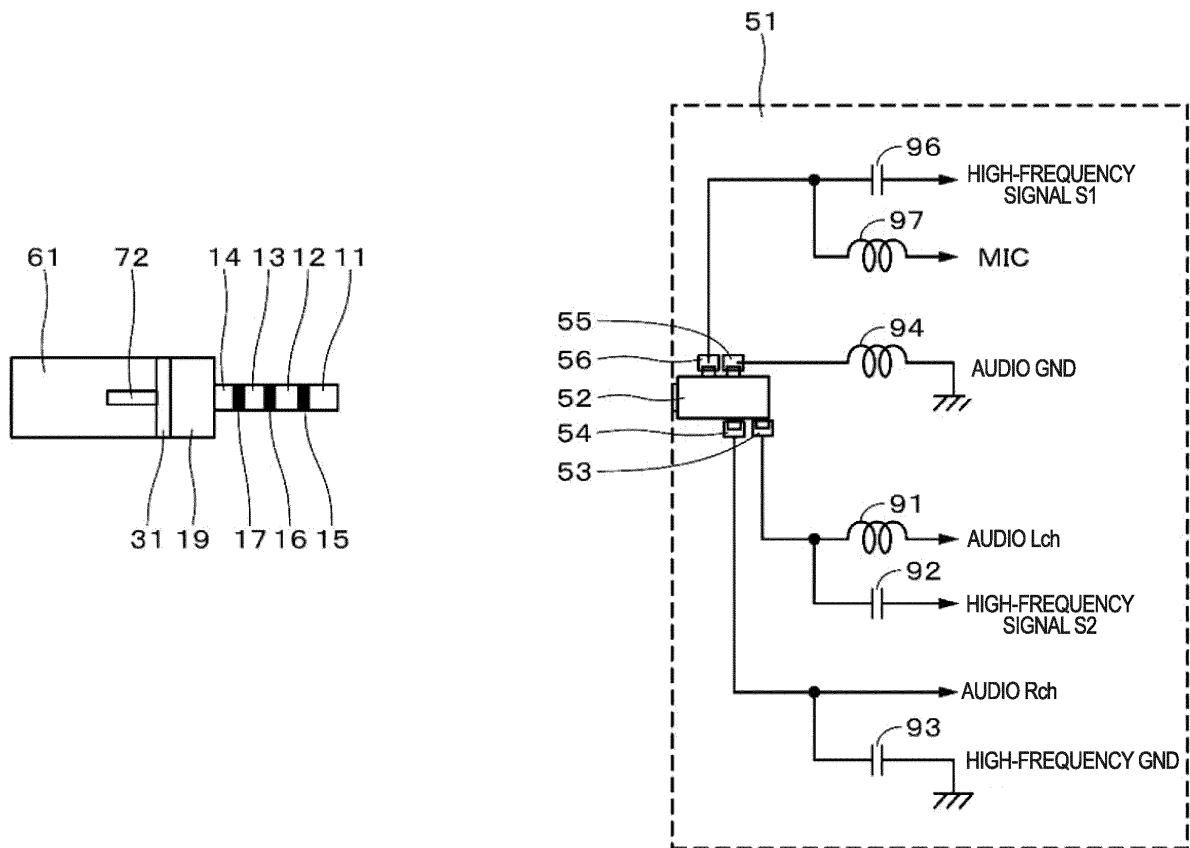 51
96
HIGH-FREQUENCY
SIGNAL S1
97
MIC
61 72 14 13 12 11
55
56
94
AUDIO GND
52
54
53
31 19 17 16 15
91
AUDIO Lch
92
HIGH-FREQUENCY
SIGNAL S2
AUDIO Rch
93
HIGH-FREQUENCY GND